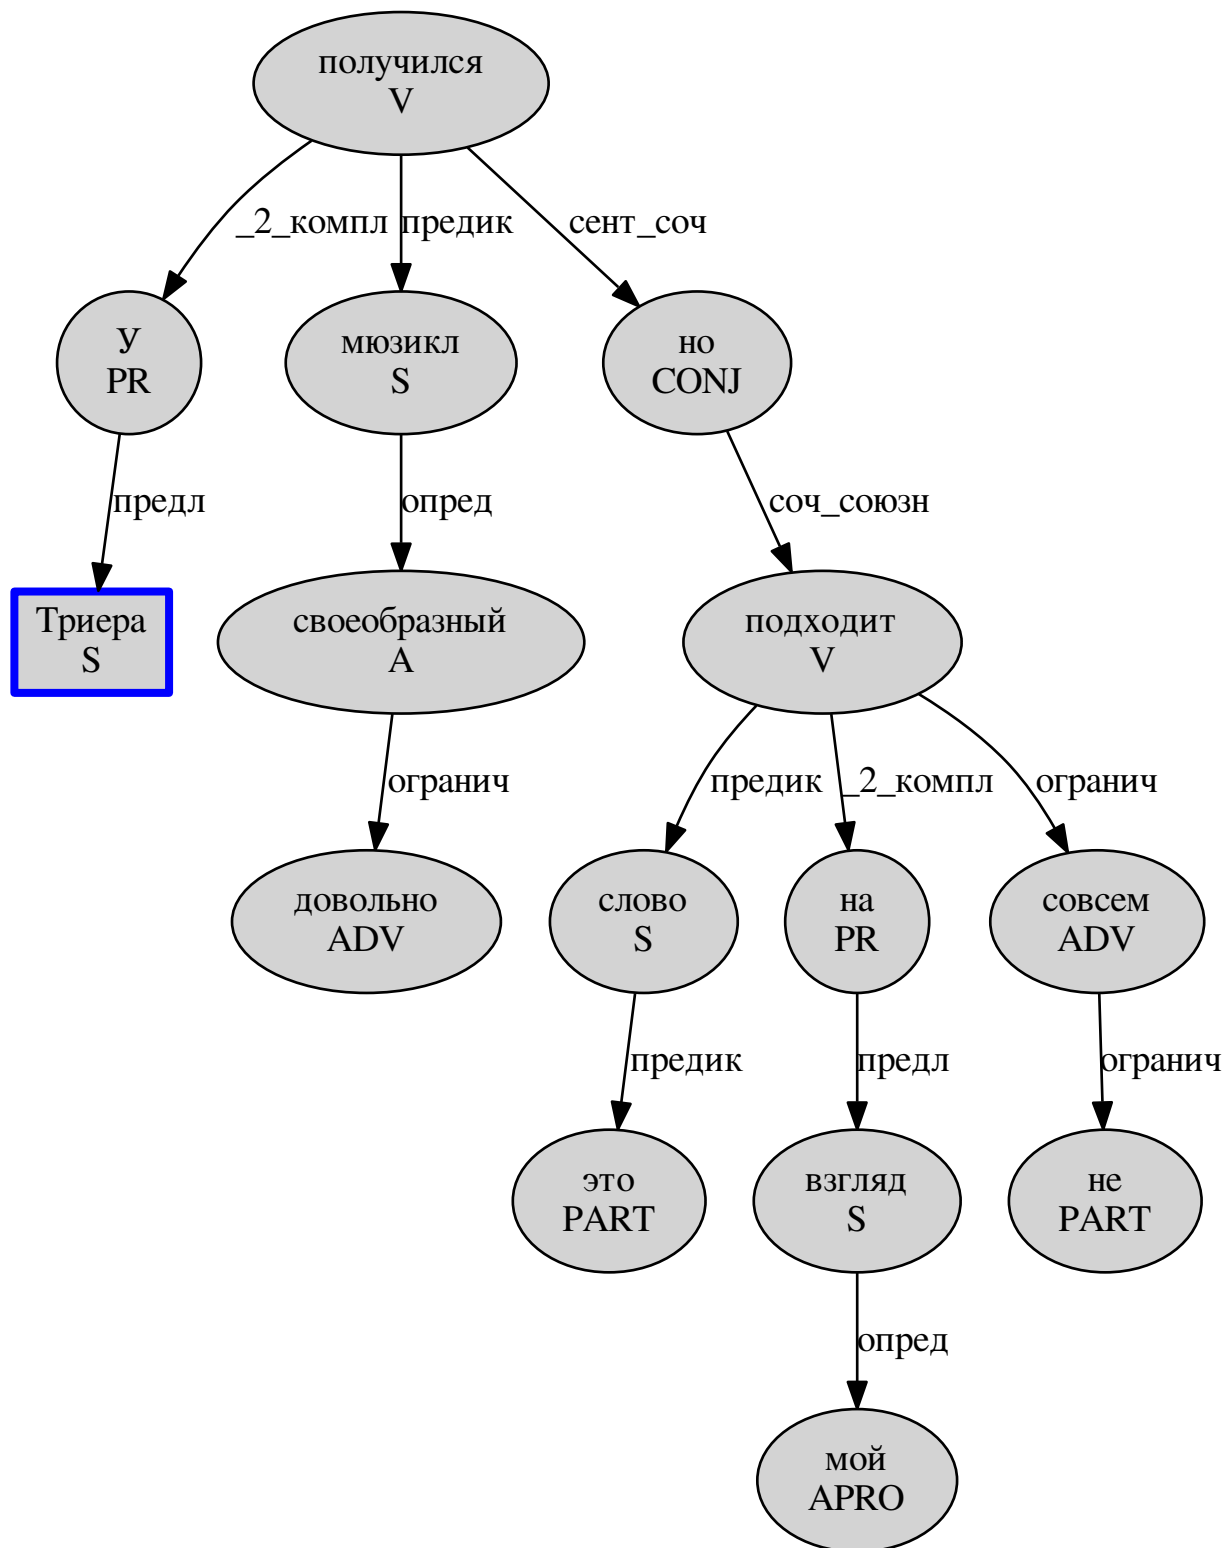 получился
V
_2_компл
предик
сент_соч
У
PR
мюзикл
S
но
CONJ
предл
опред
соч_союзн
Триера
S
своеобразный
A
подходит
V
огранич
предик
_2_компл
огранич
довольно
ADV
слово
S
на
PR
совсем
ADV
предик
предл
огранич
это
PART
взгляд
S
не
PART
опред
мой
APRO